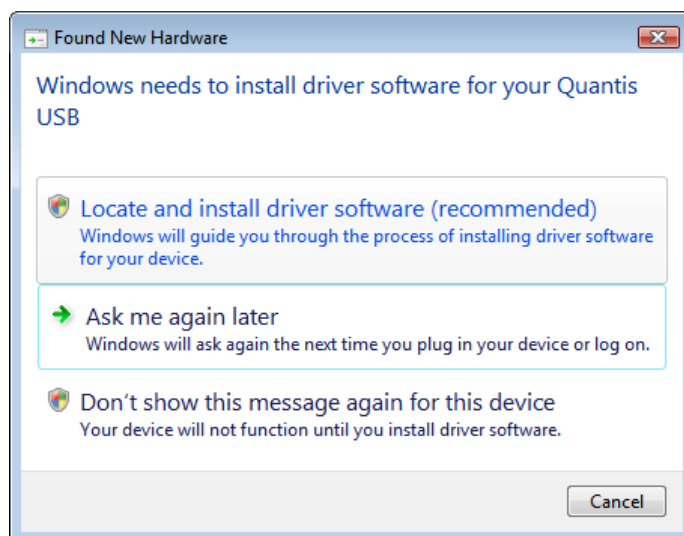 Found New Hardware
Windows needs to install driver software for your Quantis
USB
Locate and install driver software (recommended)
Windows will guide you through the process of installing driver software
for your device.
Ask me again later
Windows will ask again the next time you plug in your device or log on.
Don't show this message again for this device
Your device will not function until you install driver software.
Cancel